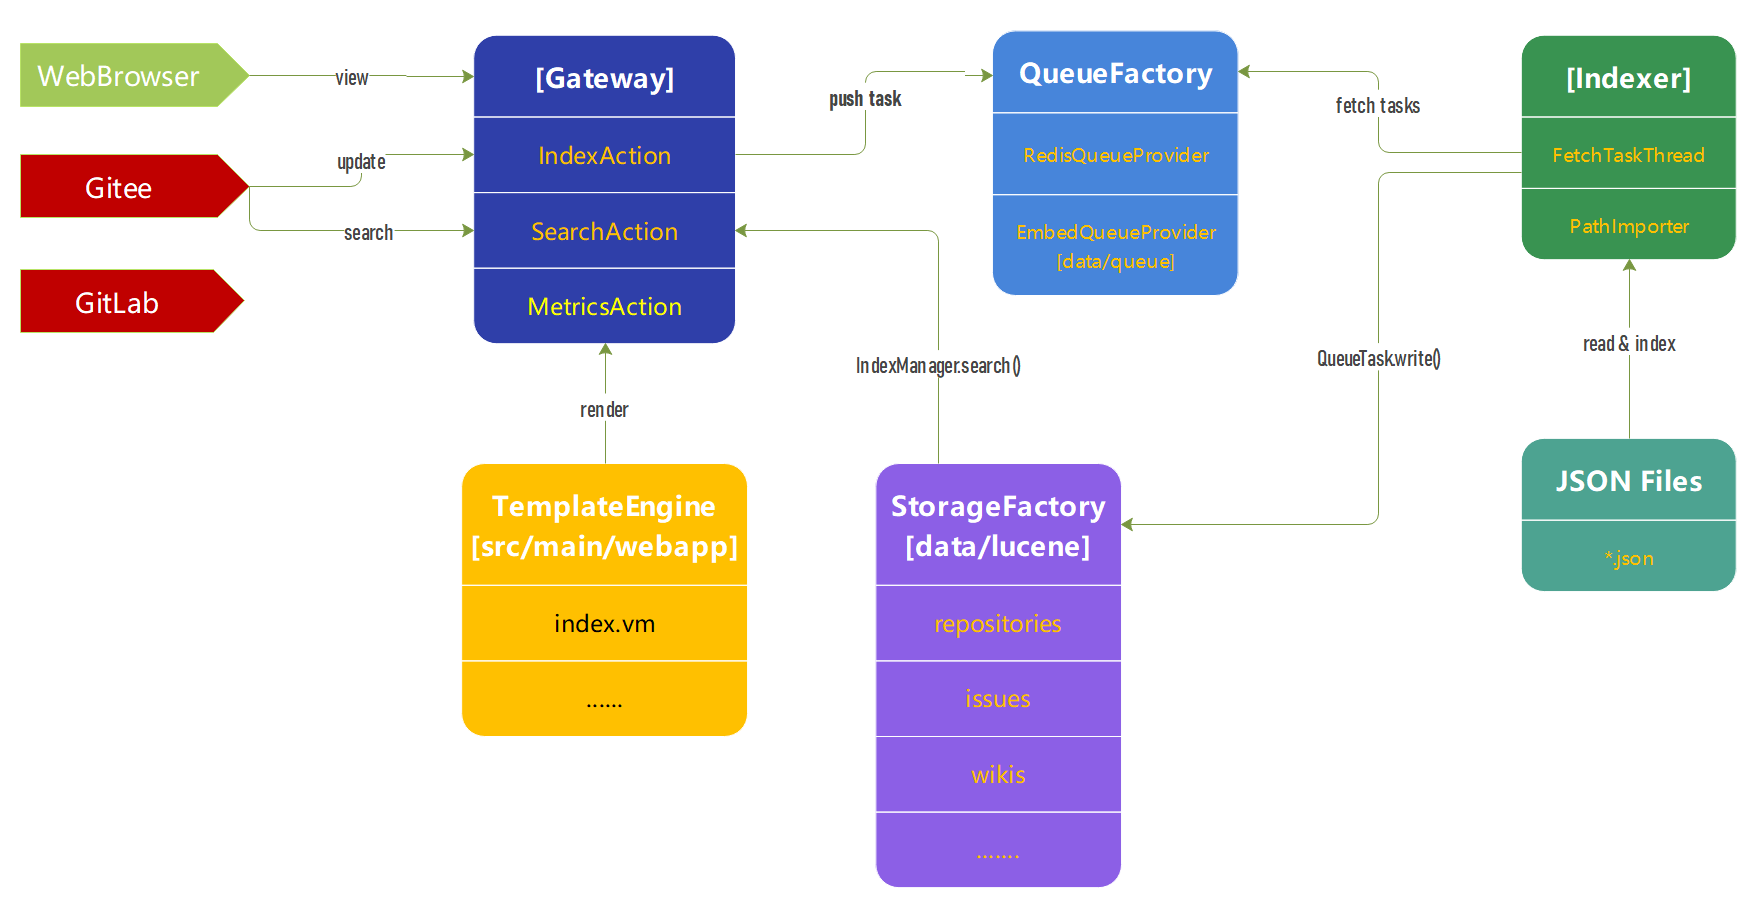 WebBrowser
view
Gitee
update
search
GitLab
[Gateway]
IndexAction
SearchAction
MetricsAction
push task
QueueFactory
RedisQueueProvider
EmbedQueueProvider
[data/queue]
fetch tasks
[Indexer]
FetchTaskThread
PathImporter
render
IndexManager.search()
QueueTask.write()
read & index
TemplateEngine
[src/main/webapp]
index.vm
......
StorageFactory
[data/lucene]
repositories
issues
wikis
.......
JSON Files
*.json